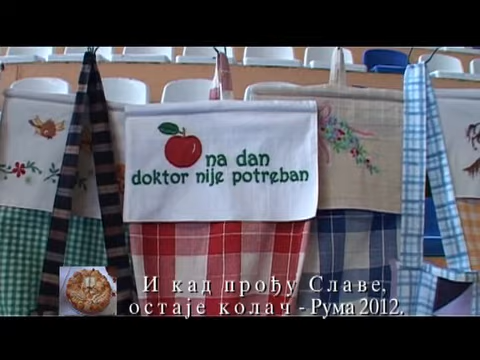 na dan
doktor nije potreban
И кад прођу Славе,
остаје колач - Рума 2012.